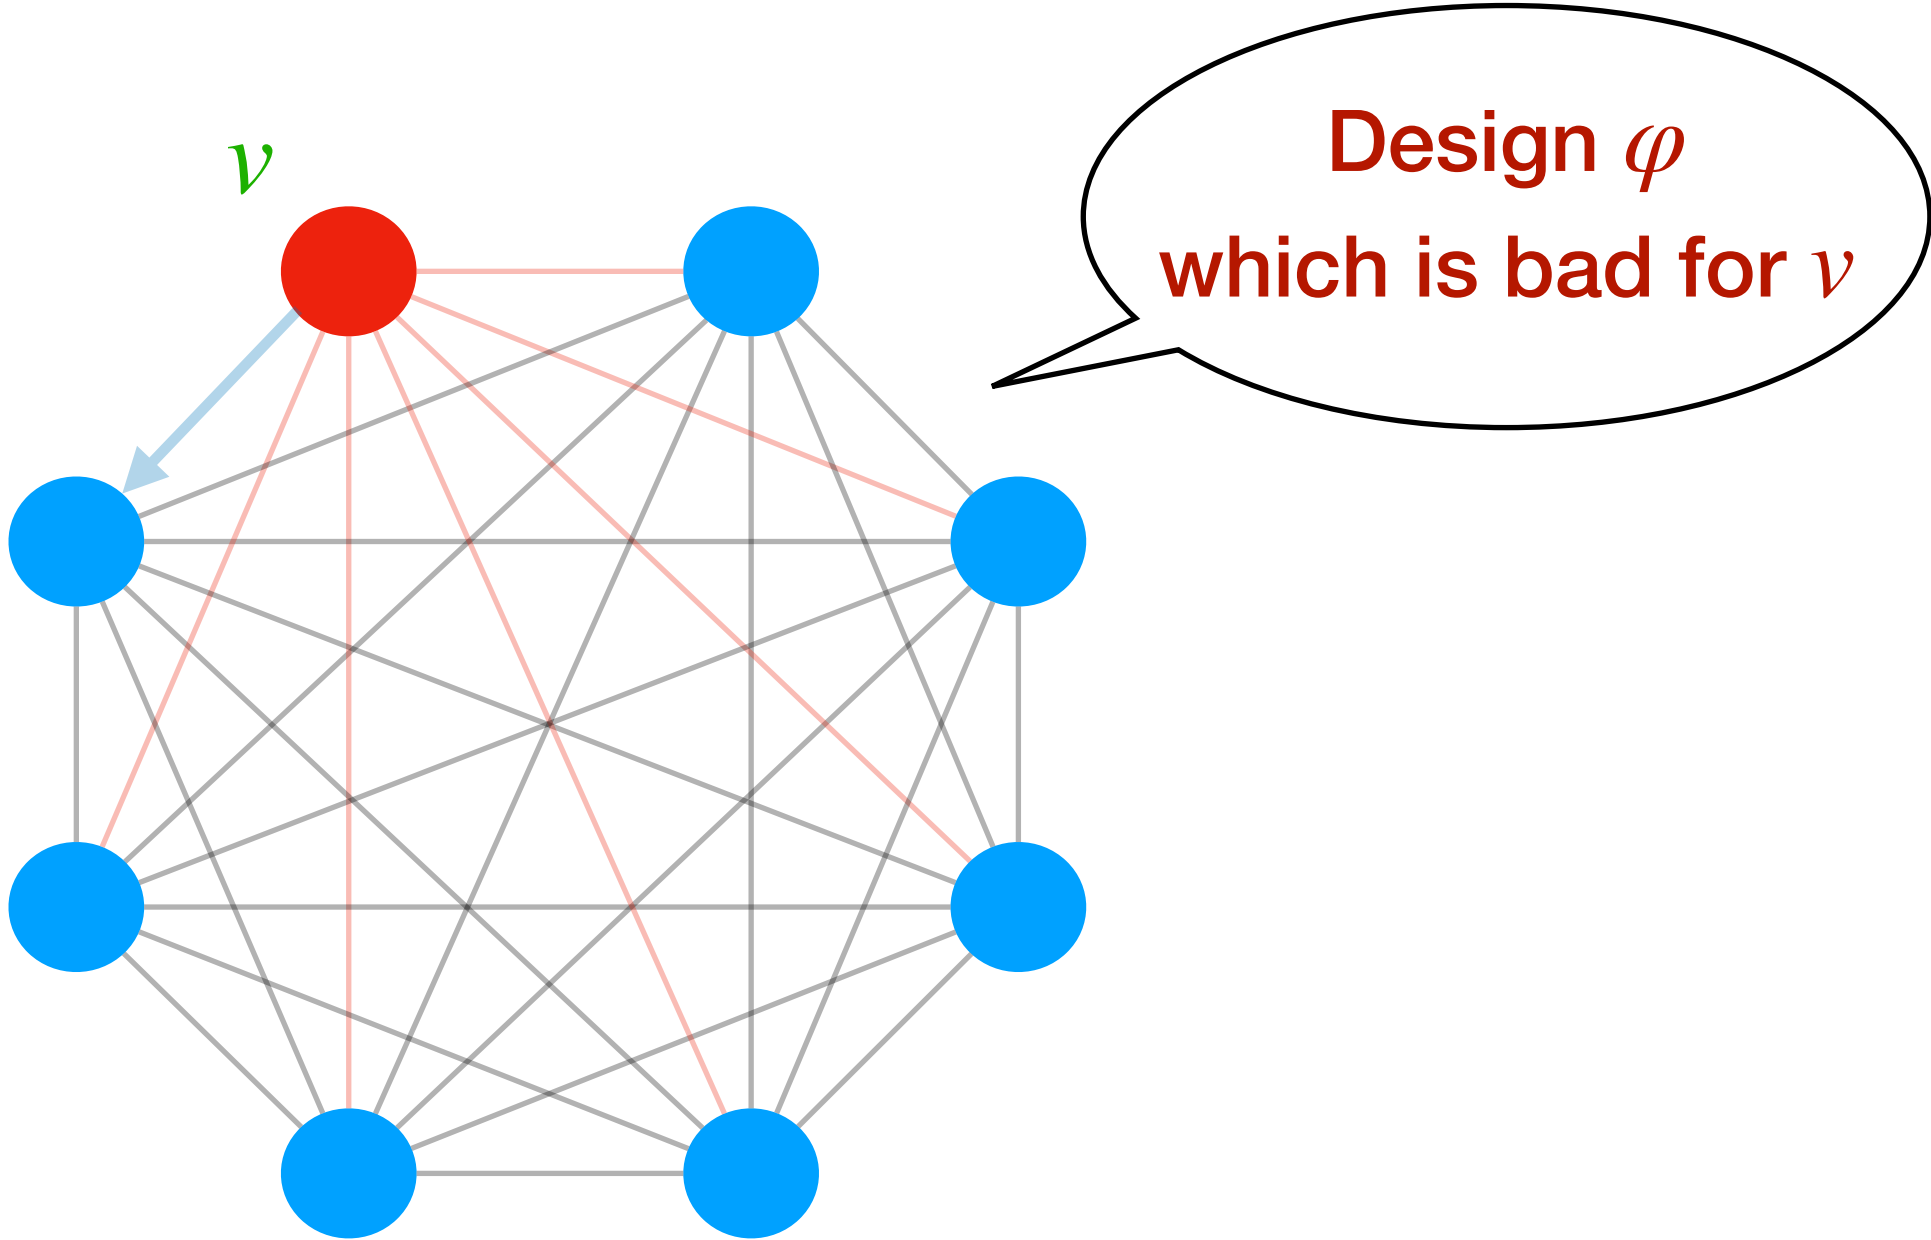 v
Design φ
which is bad for v